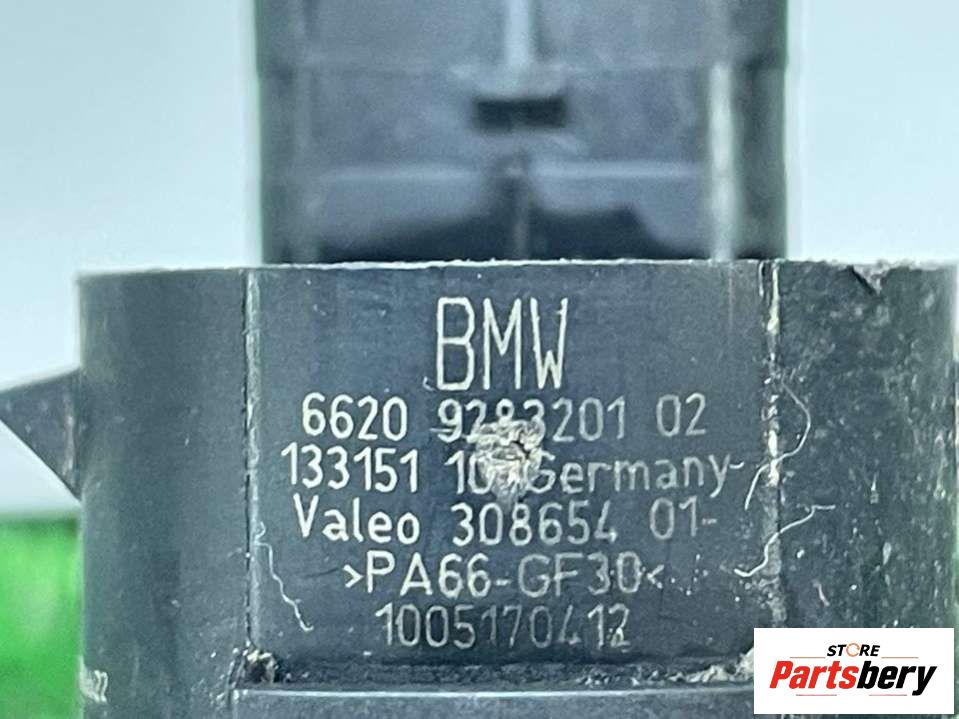 BMW
6620 9283201 02
133151 Germany
Valeo 308654 01-
>PA66-GF30<
1005170412
STORE
Partsbery